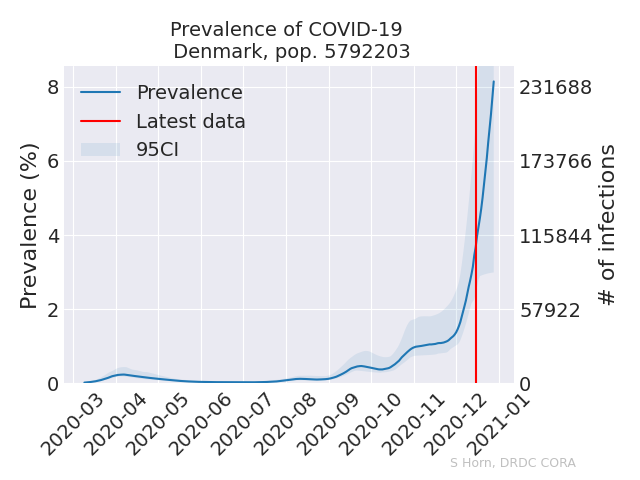 Prevalence of COVID-19
Denmark, pop. 5792203
Prevalence (%)
8
6
4
2
0
Prevalence
Latest data
95CI
231688
173766
115844
57922
0
# of infections
2020-03
2020-04
2020-05
2020-06
2020-07
2020-08
2020-09
2020-10
2020-11
2020-12
2021-01
S Horn, DRDC CORA